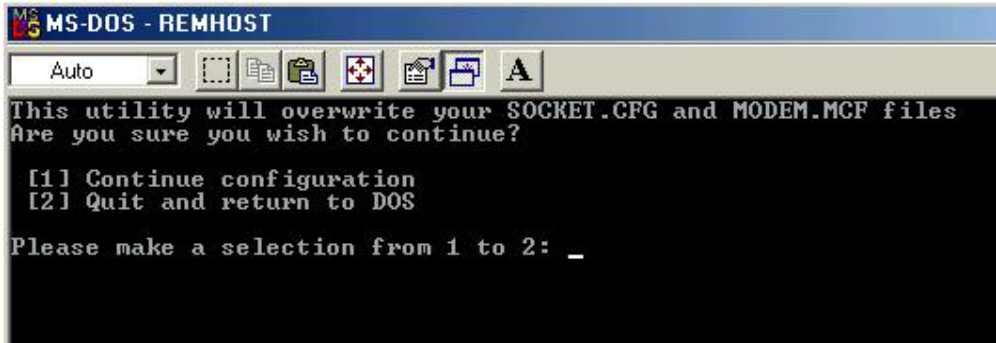 MS-DOS - REMHOST
Auto
A
This utility will overwrite your SOCKET.CFG and MODEM.MCF files
Are you sure you wish to continue?
[1] Continue configuration
[2] Quit and return to DOS
Please make a selection from 1 to 2: _